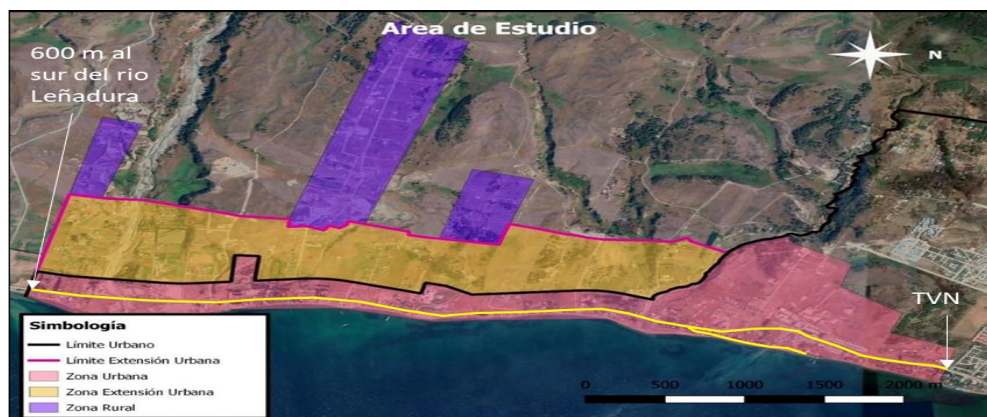 Area de Estudio
600 m al
sur del rio
Leñadura
N
TVN
Simbología
Límite Urbano
Límite Extensión Urbana
Zona Urbana
Zona Extensión Urbana
Zona Rural
0 500 1000 1500 2000 m